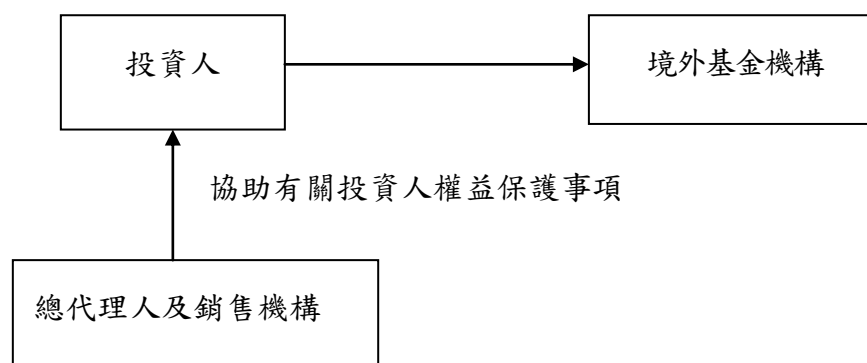 投資人
境外基金機構
協助有關投資人權益保護事項
總代理人及銷售機構